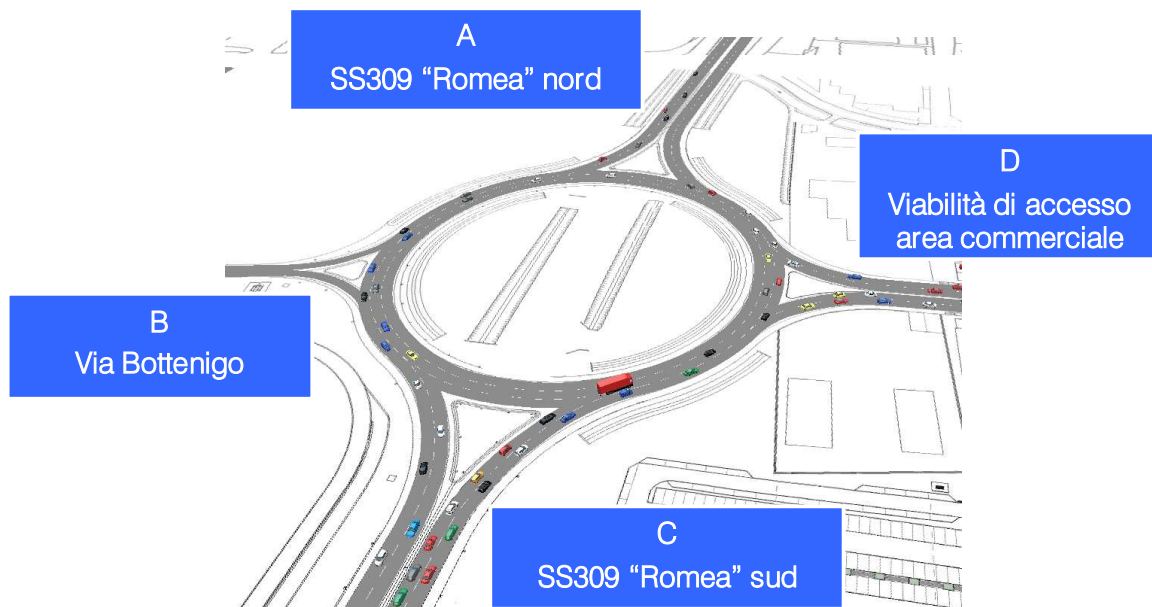 A
SS309 “Romea” nord
D
Viabilità di accesso
area commerciale
B
Via Bottenigo
C
SS309 “Romea” sud